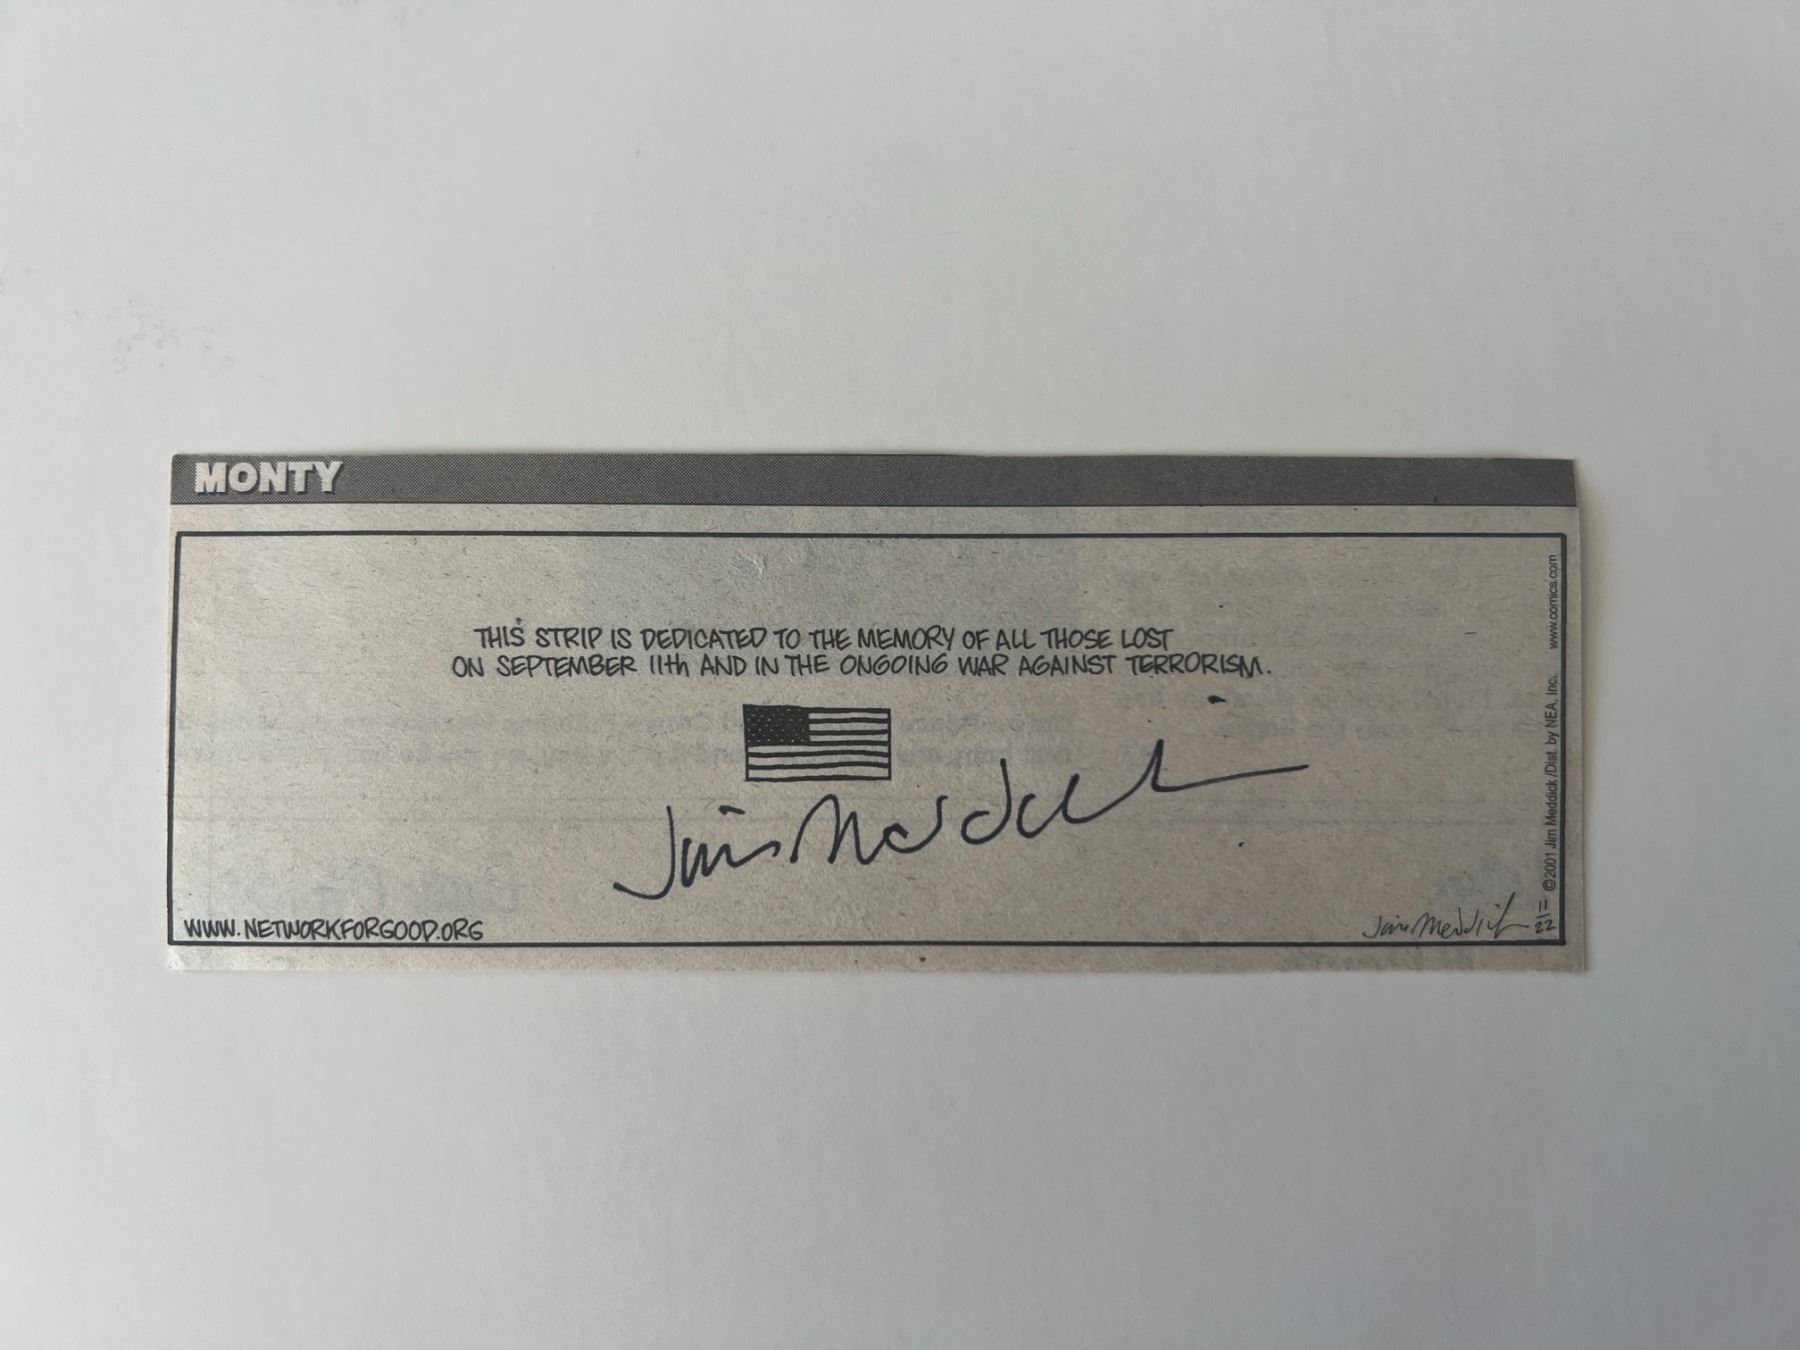 MONTY
THIS STRIP IS DEDICATED TO THE MEMORY OF ALL THOSE LOST
ON SEPTEMBER 11th AND IN THE ONGOING WAR AGAINST TERRORISM.
Jim Meddick
WWW.NETWORKFORGOOD.ORG
Jim Meddick
11
22
©2001 Jim Meddick /Dist. by NEA, Inc. www.comics.com